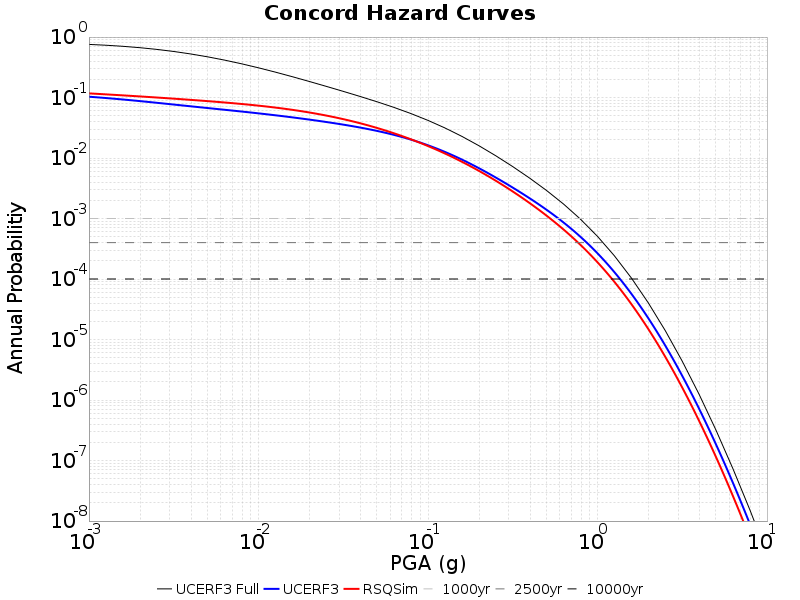 Concord Hazard Curves
10^0
10^-1
10^-2
10^-3
10^-4
10^-5
10^-6
10^-7
10^-8
Annual Probabilitiy
10^-3 10^-2 10^-1 10^0 10^1
PGA (g)
UCERF3 Full UCERF3 RSQSim 1000yr 2500yr 10000yr